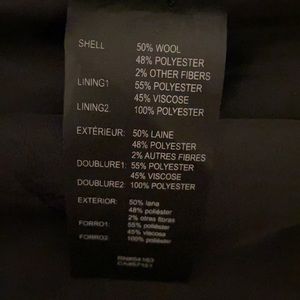 SHELL 50% WOOL
48% POLYESTER
2% OTHER FIBERS
LINING1 55% POLYESTER
45% VISCOSE
LINING2 100% POLYESTER
EXTÉRIEUR: 50% LAINE
48% POLYESTER
2% AUTRES FIBRES
DOUBLURE1: 55% POLYESTER
45% VISCOSE
DOUBLURE2: 100% POLYESTER
EXTERIOR: 50% lana
48% poliéster
2% otras fibras
FORRO1: 55% poliéster
45% viscosa
FORRO2: 100% poliéster